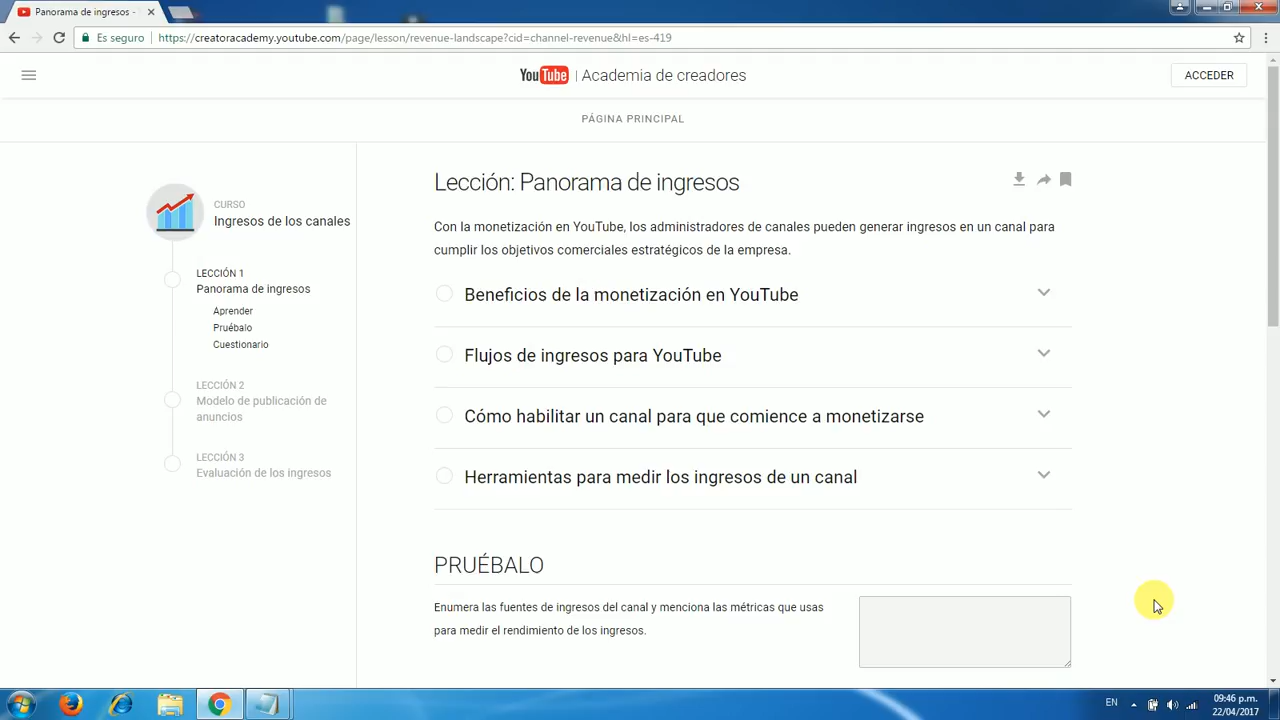 Panorama de ingresos -
Es seguro
https://creatoracademy.youtube.com/page/lesson/revenue-landscape?cid=channel-revenue&hl=es-419
YouTube | Academia de creadores
ACCEDER
PÁGINA PRINCIPAL
CURSO
Ingresos de los canales
LECCIÓN 1
Panorama de ingresos
Aprender
Pruébalo
Cuestionario
LECCIÓN 2
Modelo de publicación de
anuncios
LECCIÓN 3
Evaluación de los ingresos
Lección: Panorama de ingresos
Con la monetización en YouTube, los administradores de canales pueden generar ingresos en un canal para
cumplir los objetivos comerciales estratégicos de la empresa.
Beneficios de la monetización en YouTube
Flujos de ingresos para YouTube
Cómo habilitar un canal para que comience a monetizarse
Herramientas para medir los ingresos de un canal
PRUÉBALO
Enumera las fuentes de ingresos del canal y menciona las métricas que usas
para medir el rendimiento de los ingresos.
EN
09:46 p.m.
22/04/2017